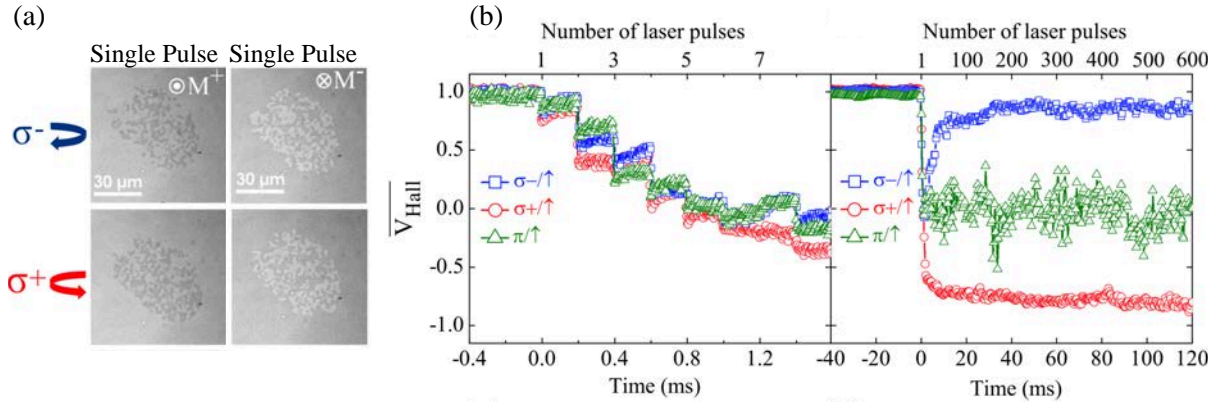 (a)
Single Pulse Single Pulse
⊙M⁺ ⊗M⁻
σ-
30 µm 30 µm
σ+
(b)
Number of laser pulses
1 3 5 7
1.0
0.5
0.0
-0.5
-1.0
V_Hall
σ−/↑
σ+/↑
π/↑
-0.4 0.0 0.4 0.8 1.2
Time (ms)
Number of laser pulses
1 100 200 300 400 500 600
σ−/↑
σ+/↑
π/↑
-40 -20 0 20 40 60 80 100 120
Time (ms)